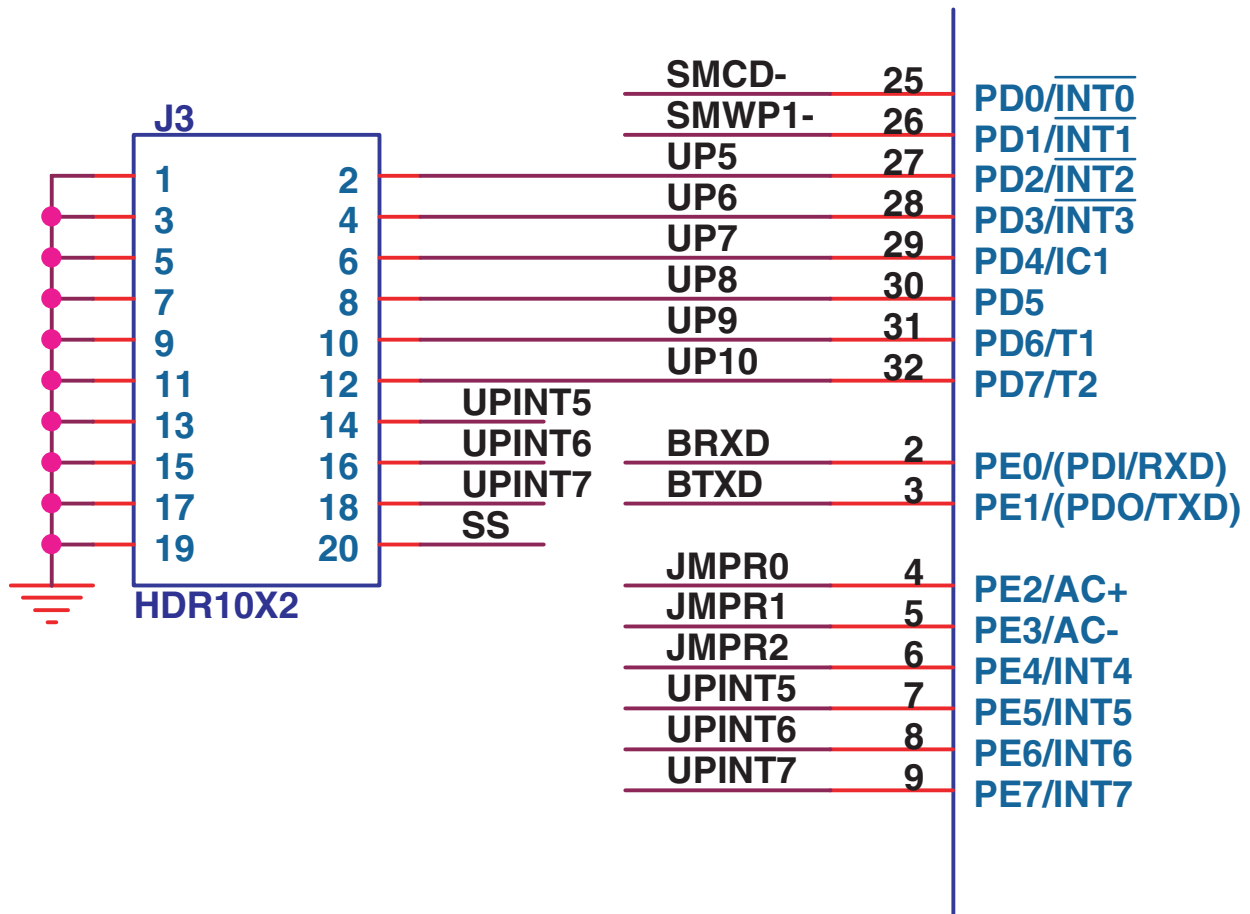 J3
1 2
3 4
5 6
7 8
9 10
11 12
13 14
15 16
17 18
19 20
HDR10X2
UPINT5
UPINT6
UPINT7
SS
SMCD- 25 PD0/INT0
SMWP1- 26 PD1/INT1
UP5 27 PD2/INT2
UP6 28 PD3/INT3
UP7 29 PD4/IC1
UP8 30 PD5
UP9 31 PD6/T1
UP10 32 PD7/T2
BRXD 2 PE0/(PDI/RXD)
BTXD 3 PE1/(PDO/TXD)
JMPR0 4 PE2/AC+
JMPR1 5 PE3/AC-
JMPR2 6 PE4/INT4
UPINT5 7 PE5/INT5
UPINT6 8 PE6/INT6
UPINT7 9 PE7/INT7